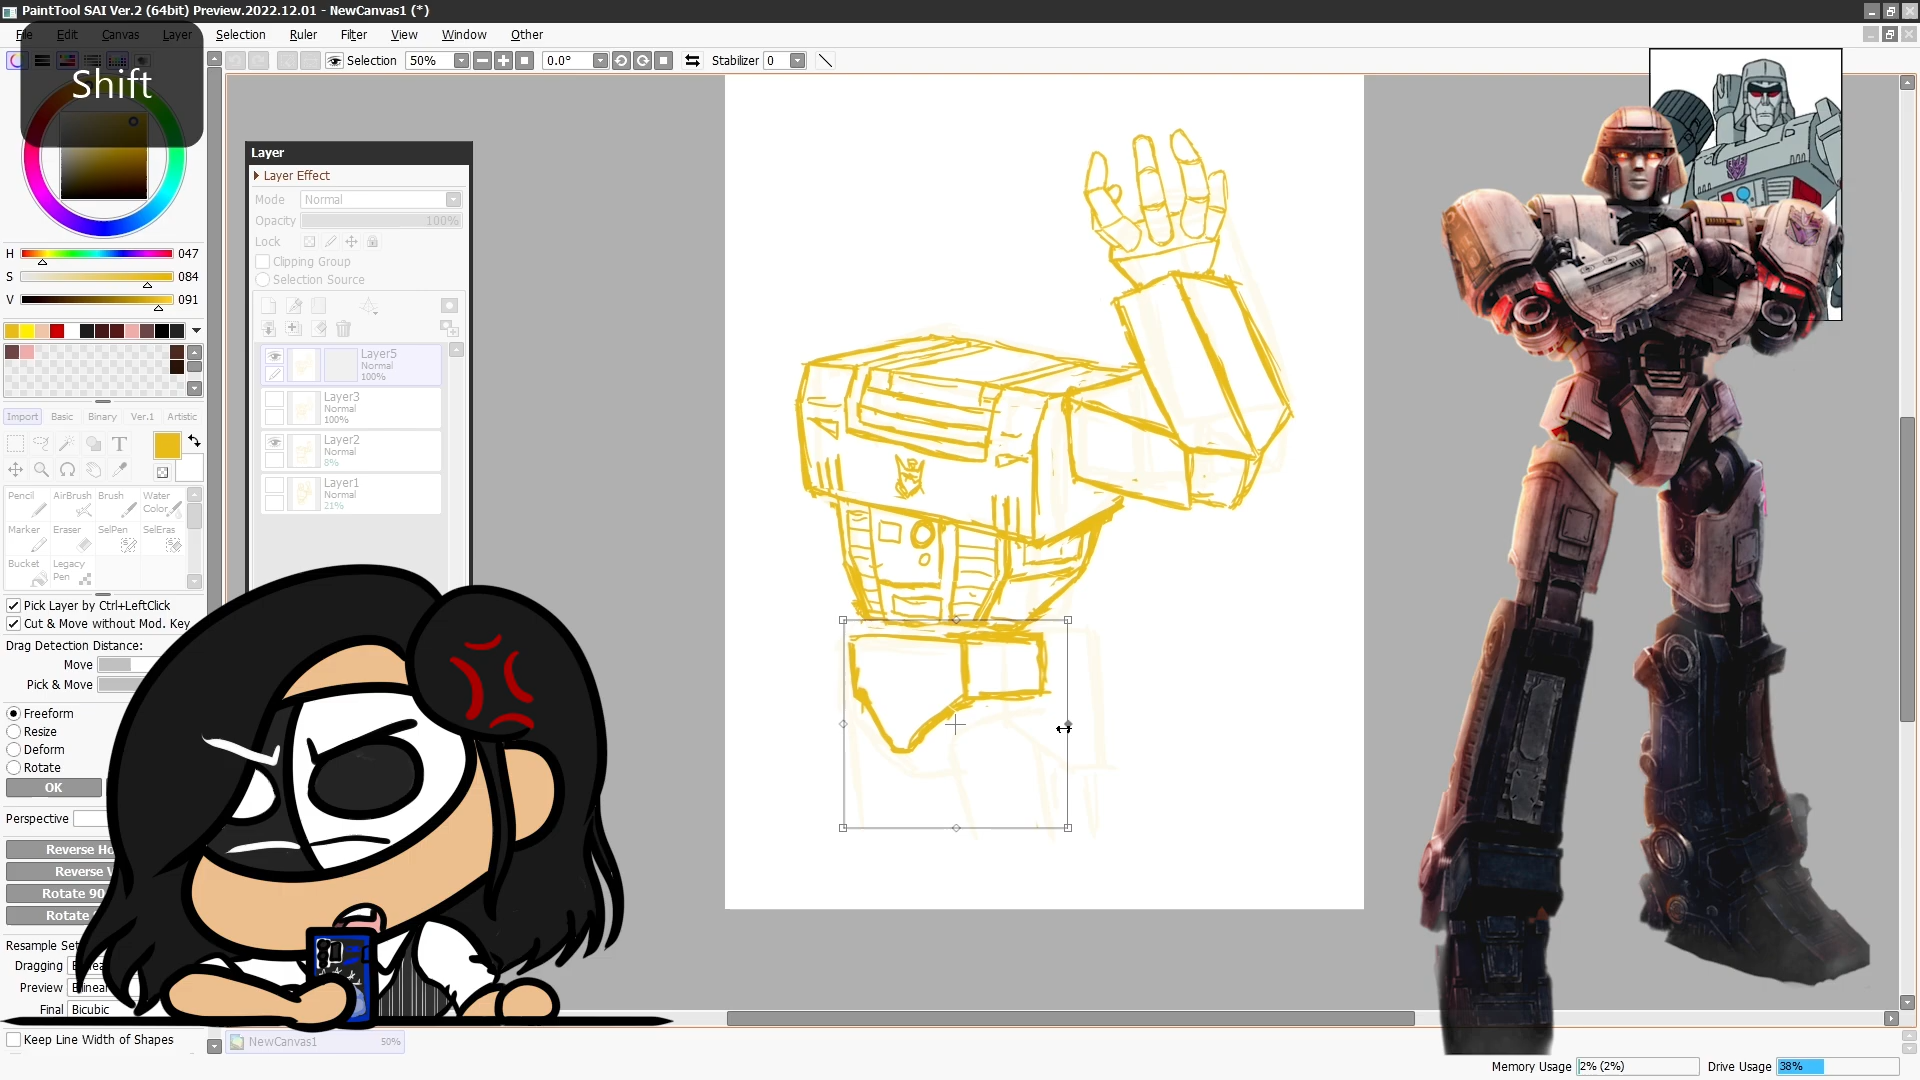 PaintTool SAI Ver.2 (64bit) Preview.2022.12.01 - NewCanvas1 (*)
File Edit Canvas Layer Selection Ruler Filter View Window Other
Selection 50% 0.0° Stabilizer 0
Shift
Layer
Layer Effect
Mode Normal
Opacity 100%
Lock
Clipping Group
Selection Source
Layer5
Normal
100%
Layer3
Normal
100%
Layer2
Normal
8%
Layer1
Normal
21%
H 047
S 084
V 091
Import Basic Binary Ver.1 Artistic
T
Pencil AirBrush Brush Water Color
Marker Eraser SelPen SelEras
Bucket Legacy Pen
Pick Layer by Ctrl+LeftClick
Cut & Move without Mod. Key
Drag Detection Distance:
Move
Pick & Move
Freeform
Resize
Deform
Rotate
OK
Perspective
Reverse
Reverse
Rotate 90
Rotate
Resample
Dragging
Preview
Final Bicubic
Keep Line Width of Shapes
NewCanvas1 50%
Memory Usage 2% (2%) Drive Usage 38%